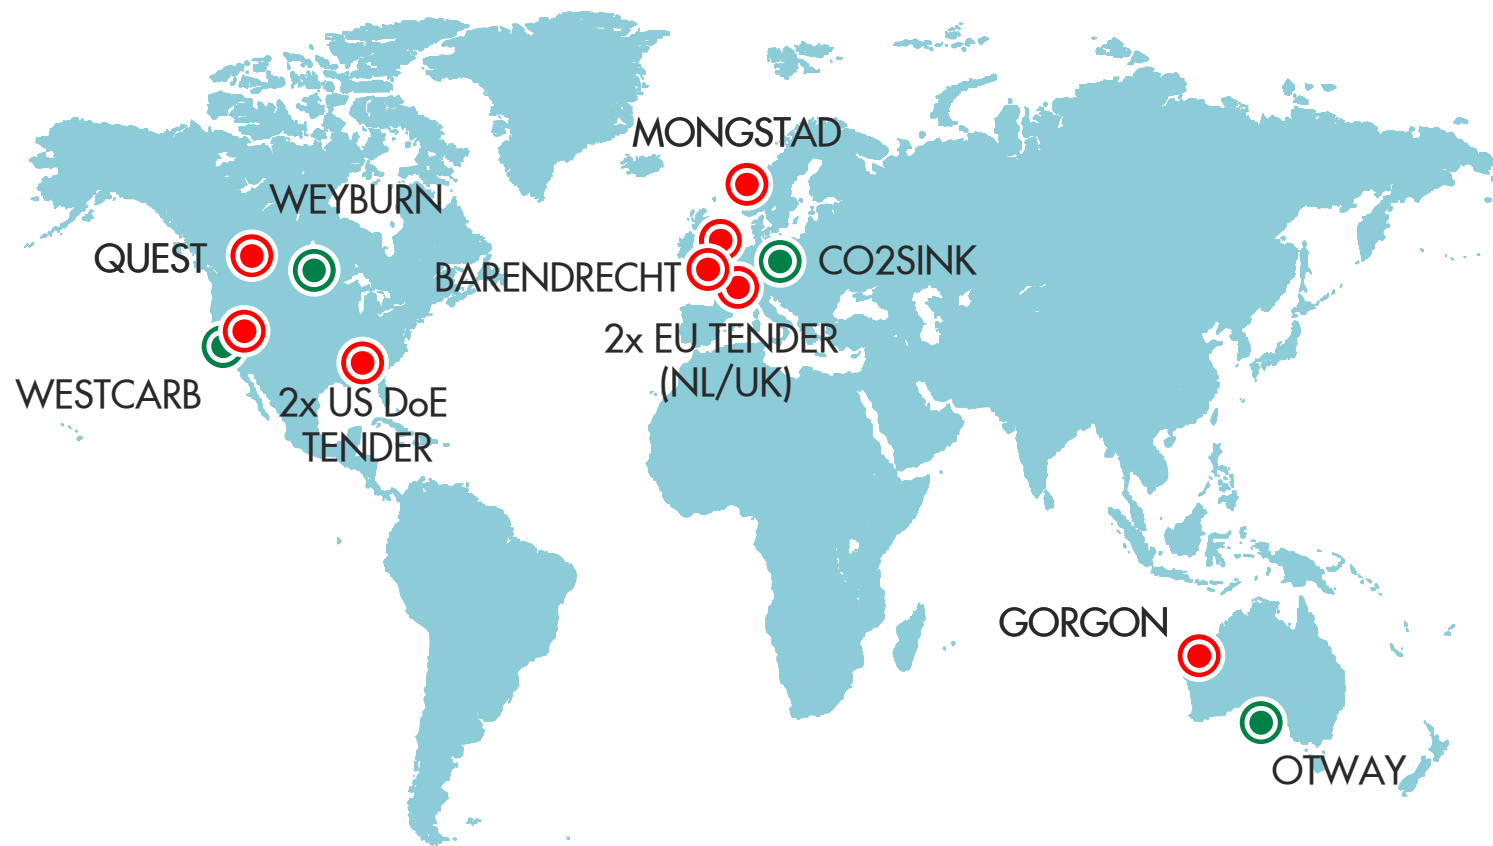 MONGSTAD
WEYBURN
QUEST
BARENDRECHT
CO2SINK
2x EU TENDER
(NL/UK)
WESTCARB
2x US DoE
TENDER
GORGON
OTWAY